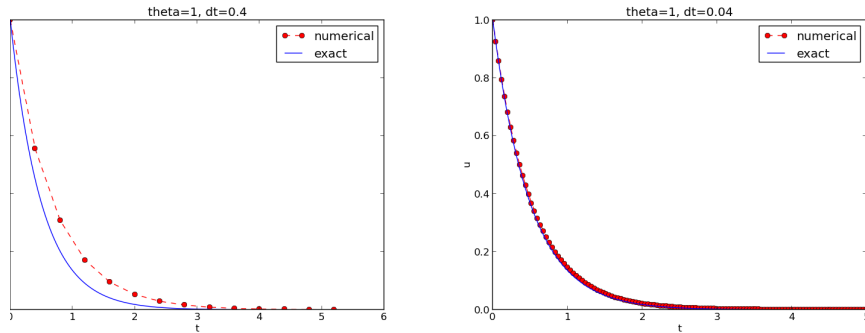 theta=1, dt=0.4
numerical
exact
0
1
2
3
4
5
6
t
theta=1, dt=0.04
numerical
exact
1.0
0.8
0.6
0.4
0.2
0.0
u
0
1
2
3
4
5
t